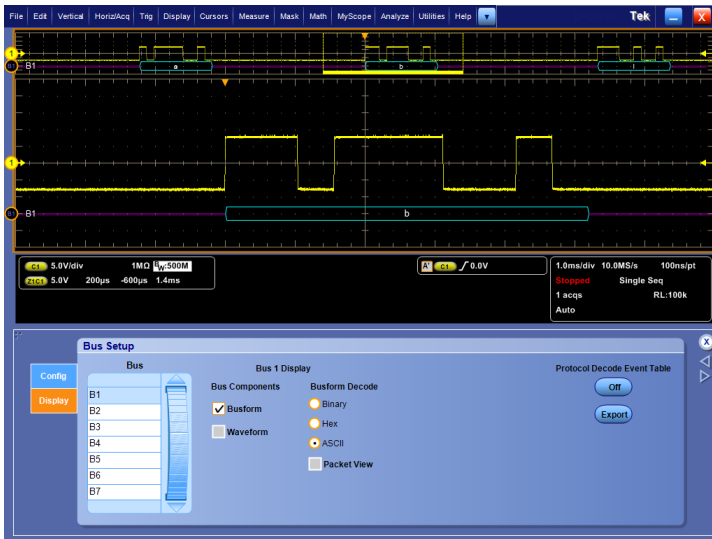 File Edit Vertical Horiz/Acq Trig Display Cursors Measure Mask Math MyScope Analyze Utilities Help Tek X
1
B1 B1 a b i
1
B1 B1 b
C1 5.0V/div 1MΩ BW:500M A' C1 0.0V 1.0ms/div 10.0MS/s 100ns/pt
Z1C1 5.0V 200µs -600µs 1.4ms Stopped Single Seq
1 acqs RL:100k
Auto
Bus Setup X
Bus Bus 1 Display Protocol Decode Event Table
Config Bus Components Busform Decode Off
Display B1 Busform Binary
B2 Hex Export
B3 Waveform ASCII
B4 Packet View
B5
B6
B7